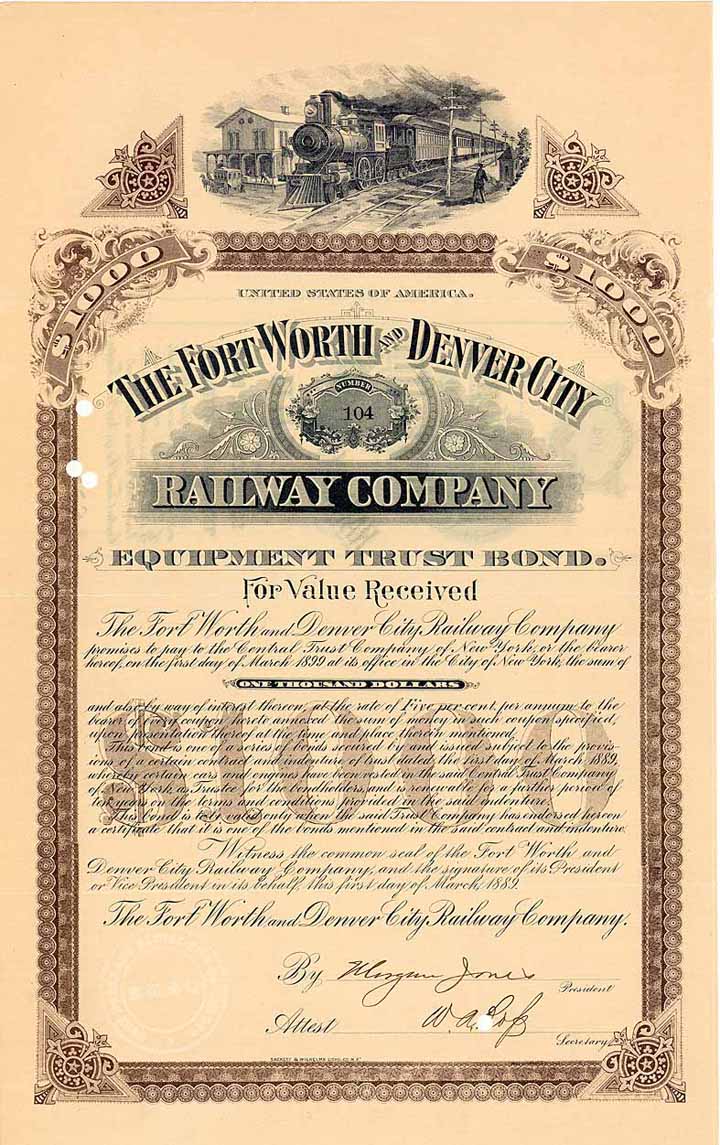 $1000
$1000
UNITED STATES OF AMERICA.
THE FORT WORTH AND DENVER CITY
NUMBER
104
RAILWAY COMPANY
EQUIPMENT TRUST BOND.
For Value Received
The Fort Worth and Denver City Railway Company
promises to pay to the Central Trust Company of New York, or the bearer
hereof, on the first day of March 1899 at its office in the City of New York, the sum of
ONE THOUSAND DOLLARS
and also by way of interest thereon, at the rate of Five per cent. per annum, to the
bearer of the coupon hereto annexed the sum of money in such coupon specified,
upon presentation thereof at the time and place therein mentioned.
This bond is one of a series of bonds secured by and issued subject to the provis-
ions of a certain contract and indenture of trust dated the first day of March 1889,
whereby certain cars and engines have been vested in the said Central Trust Company
of New York, as Trustee for the bondholders, and is renewable for a further period of
ten years on the terms and conditions provided in the said indenture.
This bond is to be valid only when the said Trust Company has endorsed hereon
a certificate that it is one of the bonds mentioned in the said contract and indenture.
$1000
Witness the common seal of the Fort Worth and
Denver City Railway Company, and the signature of its President
or Vice President in its behalf, this first day of March, 1889.
The Fort Worth and Denver City Railway Company.
By Morgan Jones
President
Attest W. A.
Secretary
SACKETT & WILHELMS LITHO. CO. N.Y.